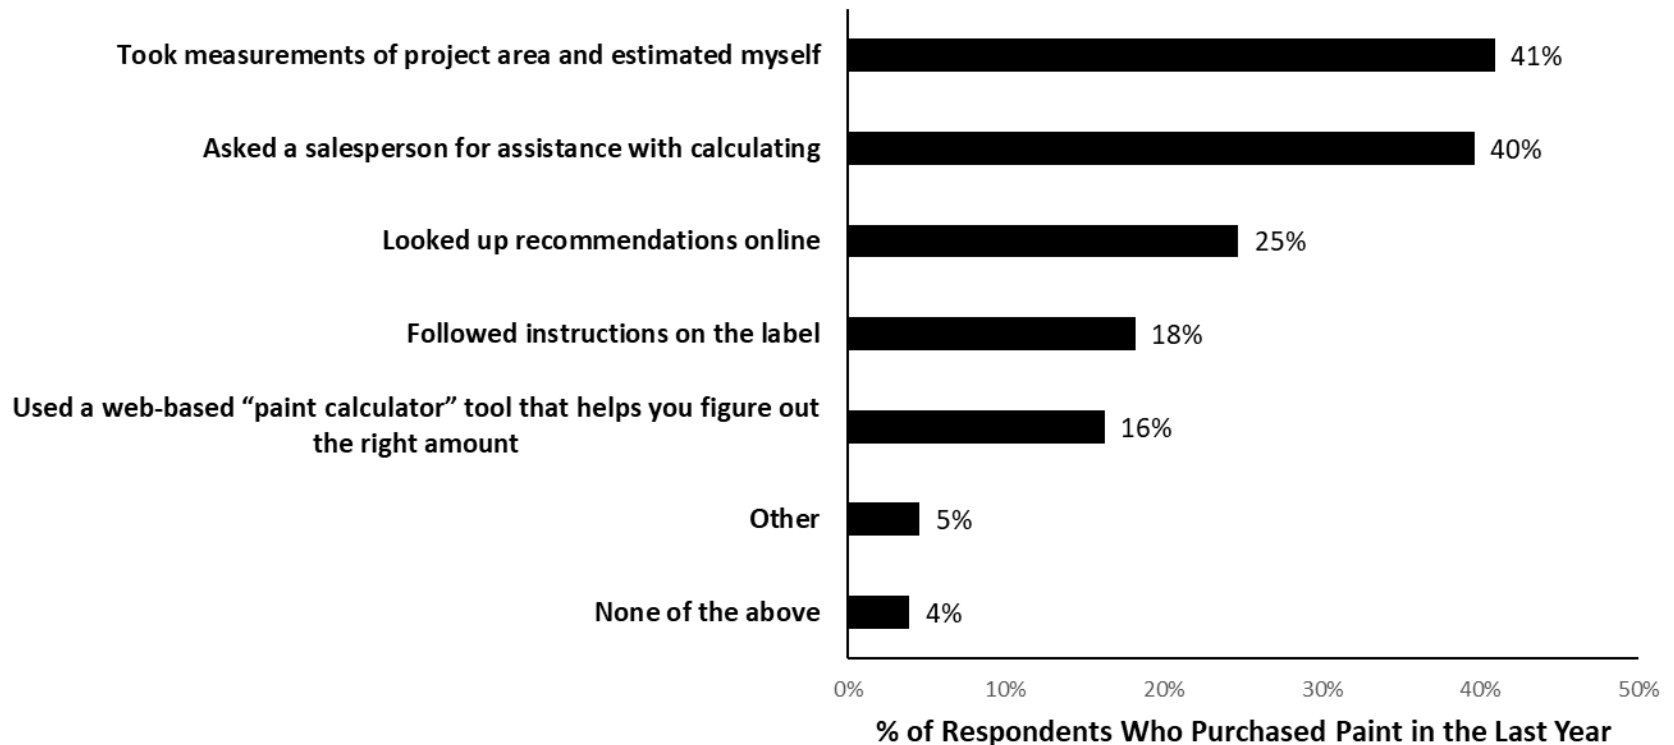 Took measurements of project area and estimated myself
41%
Asked a salesperson for assistance with calculating
40%
Looked up recommendations online
25%
Followed instructions on the label
18%
Used a web-based “paint calculator” tool that helps you figure out
the right amount
16%
Other
5%
None of the above
4%
0% 10% 20% 30% 40% 50%
% of Respondents Who Purchased Paint in the Last Year